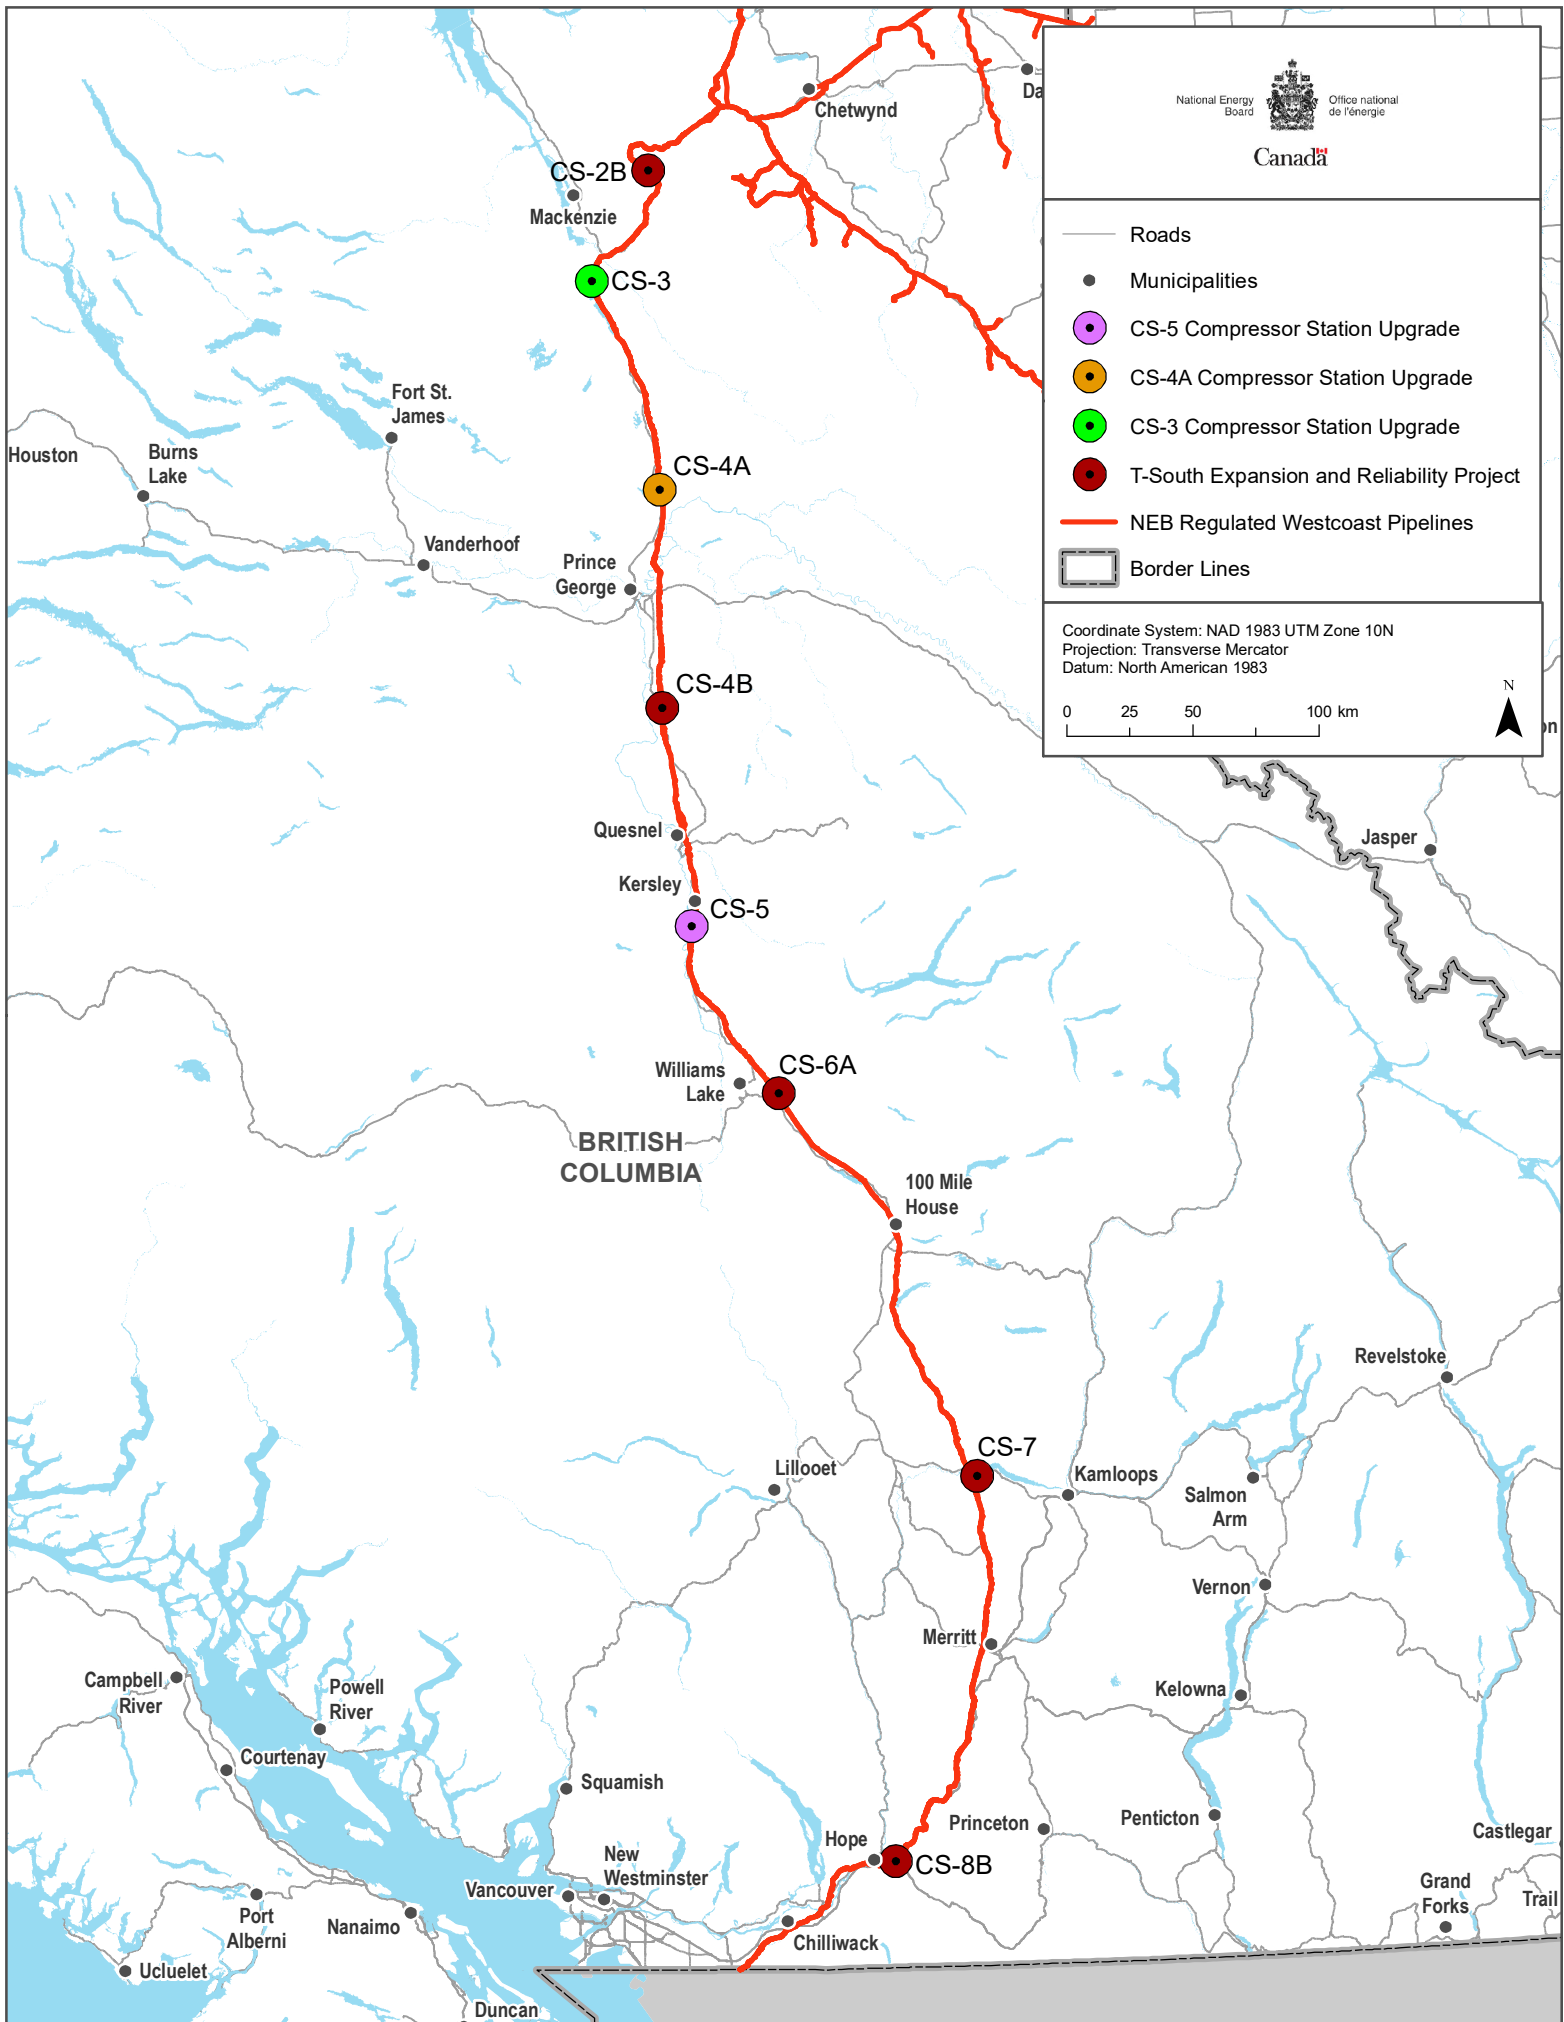 Chetwynd
Da
National Energy
Board
Office national
de l'énergie
Canada
CS-2B
Mackenzie
CS-3
Roads
Municipalities
CS-5 Compressor Station Upgrade
CS-4A Compressor Station Upgrade
CS-3 Compressor Station Upgrade
T-South Expansion and Reliability Project
NEB Regulated Westcoast Pipelines
Border Lines
Coordinate System: NAD 1983 UTM Zone 10N
Projection: Transverse Mercator
Datum: North American 1983
N
0 25 50 100 km
on
Fort St.
James
Houston
Burns
Lake
CS-4A
Vanderhoof
Prince
George
CS-4B
Quesnel
Jasper
Kersley
CS-5
Williams
Lake
CS-6A
BRITISH
COLUMBIA
100 Mile
House
Revelstoke
CS-7
Lillooet
Kamloops
Salmon
Arm
Vernon
Merritt
Campbell
River
Powell
River
Kelowna
Courtenay
Squamish
Princeton
Penticton
Castlegar
Hope
CS-8B
New
Westminster
Vancouver
Grand
Forks
Trail
Port
Alberni
Nanaimo
Chilliwack
Ucluelet
Duncan